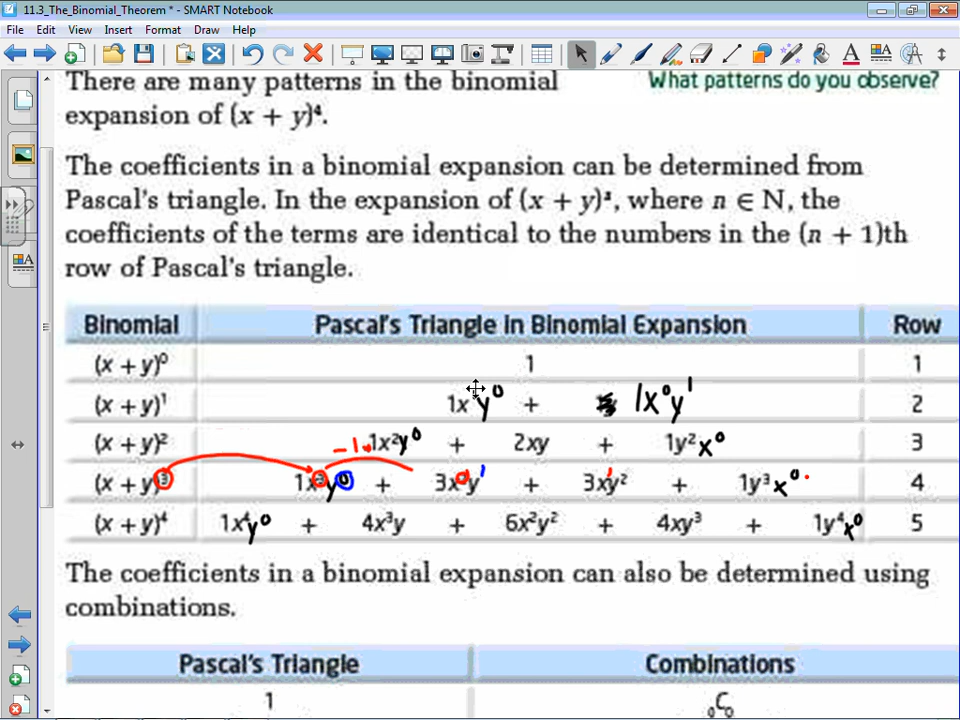 11.3_The_Binomial_Theorem * - SMART Notebook
File Edit View Insert Format Draw Help
There are many patterns in the binomial What patterns do you observe?
expansion of (x + y)⁴.
The coefficients in a binomial expansion can be determined from
Pascal's triangle. In the expansion of (x + y)ⁿ, where n ∈ N, the
coefficients of the terms are identical to the numbers in the (n + 1)th
row of Pascal's triangle.
Binomial Pascal's Triangle in Binomial Expansion Row
(x + y)⁰ 1 1
(x + y)¹ 1x y⁰ + 1x⁰y¹ 2
-1
(x + y)² 1x²y⁰ + 2xy + 1y²x⁰ 3
(x + y)³ 1x³y⁰ + 3x²y¹ + 3x¹y² + 1y³x⁰ 4
(x + y)⁴ 1x⁴y⁰ + 4x³y + 6x²y² + 4xy³ + 1y⁴x⁰ 5
The coefficients in a binomial expansion can also be determined using
combinations.
Pascal's Triangle Combinations
1 ₀C₀